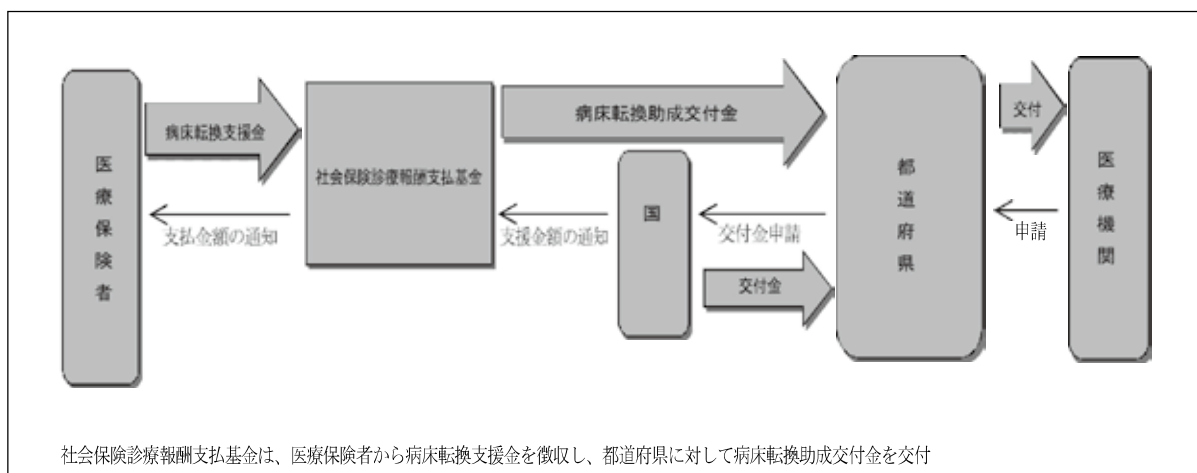 医療保険者
病床転換支援金
支払金額の通知
社会保険診療報酬支払基金
病床転換助成交付金
支援金額の通知
国
交付金申請
交付金
都道府県
交付
申請
医療機関
社会保険診療報酬支払基金は、医療保険者から病床転換支援金を徴収し、都道府県に対して病床転換助成交付金を交付